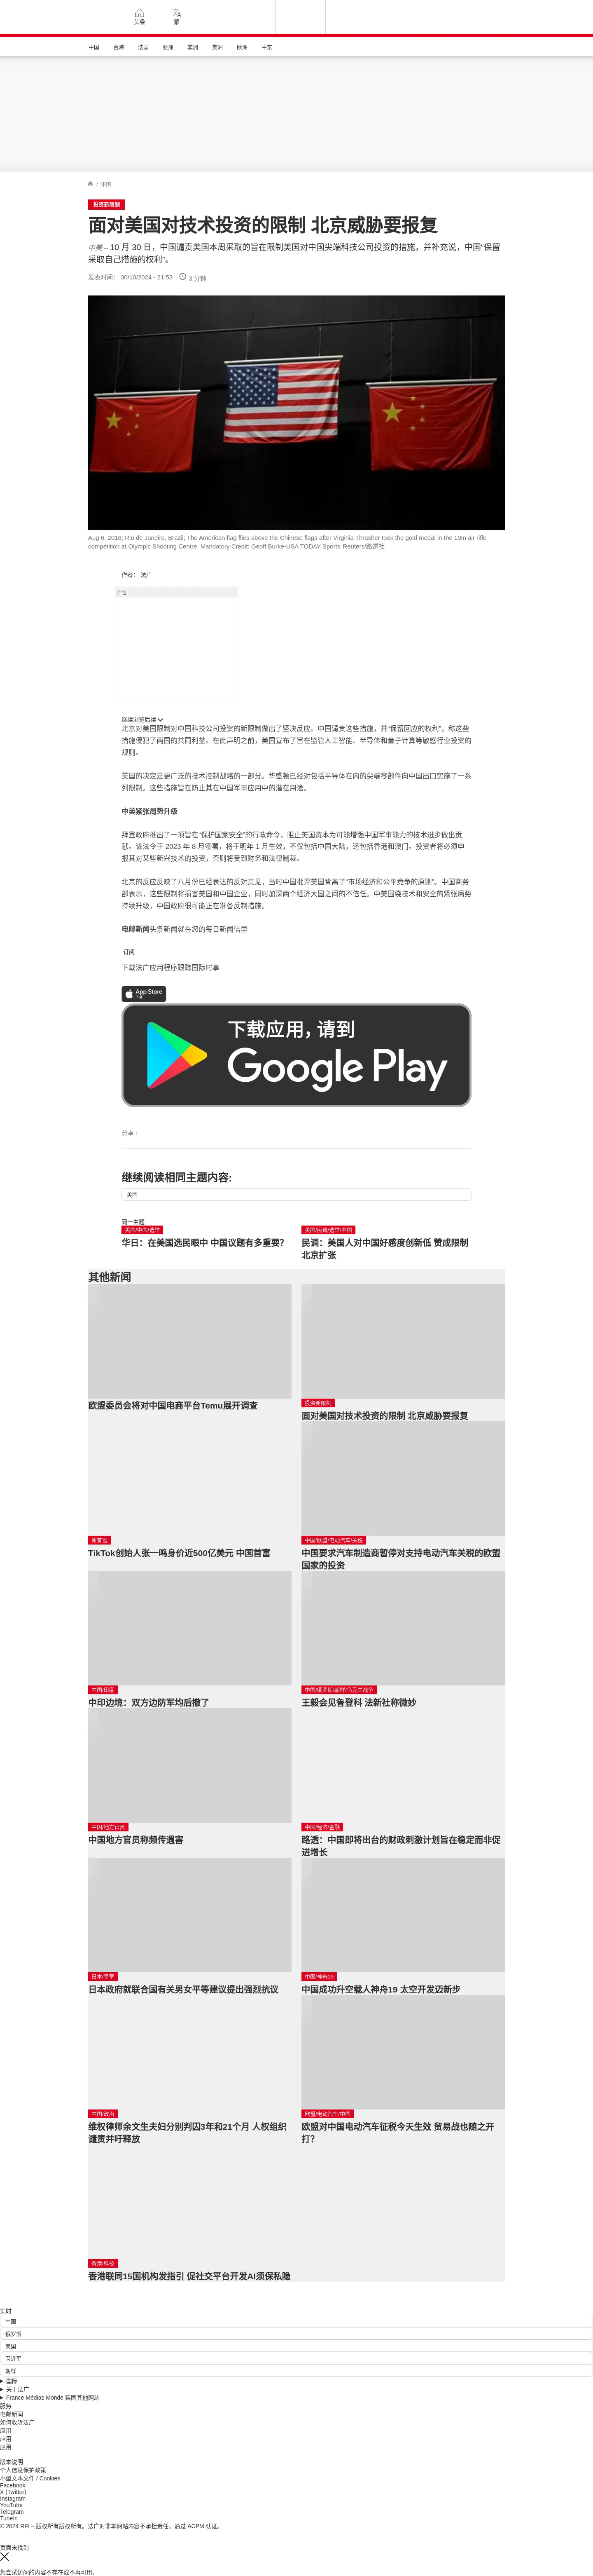 头条
繁
中国
台海
法国
亚洲
非洲
美洲
欧洲
中东
/ 中国
投资新限制
面对美国对技术投资的限制 北京威胁要报复
中美 – 10 月 30 日，中国谴责美国本周采取的旨在限制美国对中国尖端科技公司投资的措施，并补充说，中国“保留
采取自己措施的权利”。
发表时间： 30/10/2024 - 21:53
3 分钟
Aug 6, 2016; Rio de Janeiro, Brazil; The American flag flies above the Chinese flags after Virginia Thrasher took the gold medal in the 10m air rifle
competition at Olympic Shooting Centre. Mandatory Credit: Geoff Burke-USA TODAY Sports Reuters/路透社
作者： 法广
广告
继续浏览后续
北京对美国限制对中国科技公司投资的新限制做出了坚决反应。中国谴责这些措施，并“保留回应的权利”，称这些
措施侵犯了两国的共同利益。在此声明之前，美国宣布了旨在监管人工智能、半导体和量子计算等敏感行业投资的
规则。
美国的决定是更广泛的技术控制战略的一部分。华盛顿已经对包括半导体在内的尖端零部件向中国出口实施了一系
列限制。这些措施旨在防止其在中国军事应用中的潜在用途。
中美紧张局势升级
拜登政府推出了一项旨在“保护国家安全”的行政命令，阻止美国资本为可能增强中国军事能力的技术进步做出贡
献。该法令于 2023 年 8 月签署，将于明年 1 月生效，不仅包括中国大陆，还包括香港和澳门。投资者将必须申
报其对某些新兴技术的投资，否则将受到财务和法律制裁。
北京的反应反映了八月份已经表达的反对意见，当时中国批评美国背离了“市场经济和公平竞争的原则”。中国商务
部表示，这些限制将损害美国和中国企业，同时加深两个经济大国之间的不信任。中美围绕技术和安全的紧张局势
持续升级，中国政府很可能正在准备反制措施。
电邮新闻头条新闻就在您的每日新闻信里
订阅
下载法广应用程序跟踪国际时事
App Store
下载
下载应用，请到
Google Play
分享 :
继续阅读相同主题内容:
美国
同一主题
美国/中国/选举
华日：在美国选民眼中 中国议题有多重要？
美国/民调/选举/中国
民调：美国人对中国好感度创新低 赞成限制
北京扩张
其他新闻
欧盟委员会将对中国电商平台Temu展开调查
投资新限制
面对美国对技术投资的限制 北京威胁要报复
新首富
TikTok创始人张一鸣身价近500亿美元 中国首富
中国/欧盟/电动汽车/关税
中国要求汽车制造商暂停对支持电动汽车关税的欧盟
国家的投资
中国/印度
中印边境：双方边防军均后撤了
中国/俄罗斯/朝鲜/乌克兰战争
王毅会见鲁登科 法新社称微妙
中国/地方官员
中国地方官员称频传遇害
中国/经济/金融
路透：中国即将出台的财政刺激计划旨在稳定而非促
进增长
日本/皇室
日本政府就联合国有关男女平等建议提出强烈抗议
中国/神舟19
中国成功升空载人神舟19 太空开发迈新步
中国/政治
维权律师余文生夫妇分别判囚3年和21个月 人权组织
谴责并吁释放
欧盟/电动汽车/中国
欧盟对中国电动汽车征税今天生效 贸易战也随之开
打？
香港/科技
香港联同15国机构发指引 促社交平台开发AI须保私隐
实时
中国
俄罗斯
美国
习近平
朝鲜
国际
关于法广
France Médias Monde 集团其他网站
服务
电邮新闻
如何收听法广
应用
应用
应用
版本说明
个人信息保护政策
小型文本文件 / Cookies
Facebook
X (Twitter)
Instagram
YouTube
Telegram
TuneIn
© 2024 RFI – 版权所有版权所有。法广对非本网站内容不承担责任。通过 ACPM 认证。
页面未找到
您尝试访问的内容不存在或不再可用。